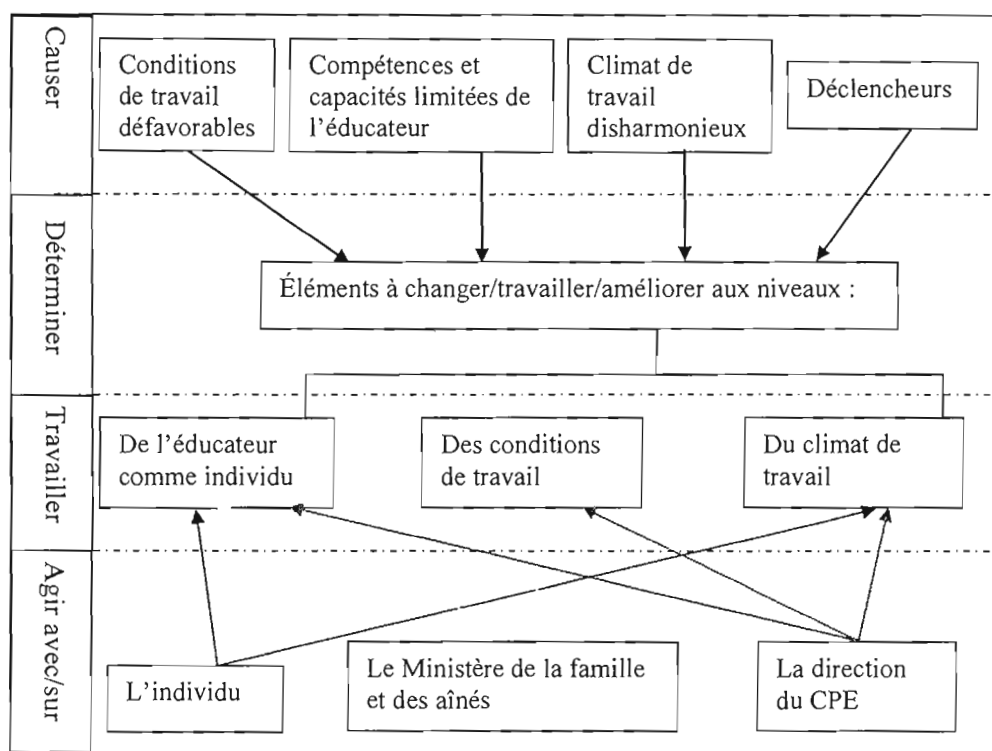 Causer
Conditions
de travail
défavorables
Compétences et
capacités limitées de
l'éducateur
Climat de
travail
disharmonieux
Déclencheurs
Déterminer
Éléments à changer/travailler/améliorer aux niveaux :
Travailler
De l'éducateur
comme individu
Des conditions
de travail
Du climat de
travail
Agir avec/sur
L'individu
Le Ministère de la famille
et des aînés
La direction
du CPE